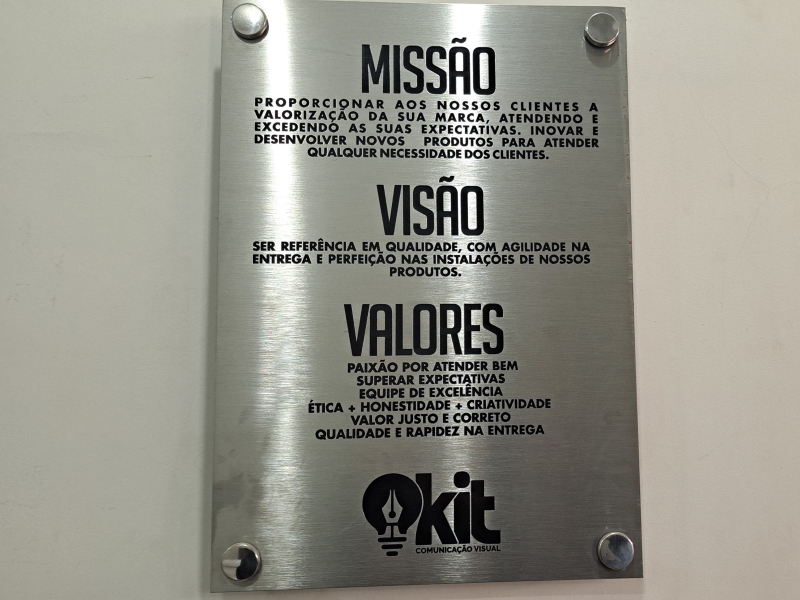 MISSÃO
PROPORCIONAR AOS NOSSOS CLIENTES A
VALORIZAÇÃO DA SUA MARCA, ATENDENDO E
EXCEDENDO AS SUAS EXPECTATIVAS. INOVAR E
DESENVOLVER NOVOS PRODUTOS PARA ATENDER
QUALQUER NECESSIDADE DOS CLIENTES.
VISÃO
SER REFERÊNCIA EM QUALIDADE, COM AGILIDADE NA
ENTREGA E PERFEIÇÃO NAS INSTALAÇÕES DE NOSSOS
PRODUTOS.
VALORES
PAIXÃO POR ATENDER BEM
SUPERAR EXPECTATIVAS
EQUIPE DE EXCELÊNCIA
ÉTICA + HONESTIDADE + CRIATIVIDADE
VALOR JUSTO E CORRETO
QUALIDADE E RAPIDEZ NA ENTREGA
kit
COMUNICAÇÃO VISUAL